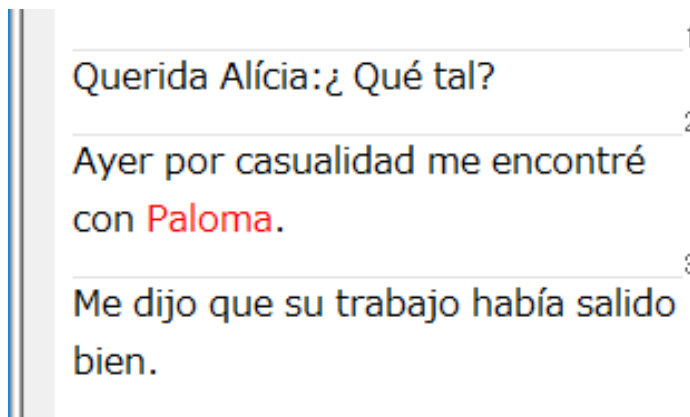 Querida Alícia:¿ Qué tal?
Ayer por casualidad me encontré
con Paloma.
Me dijo que su trabajo había salido
bien.